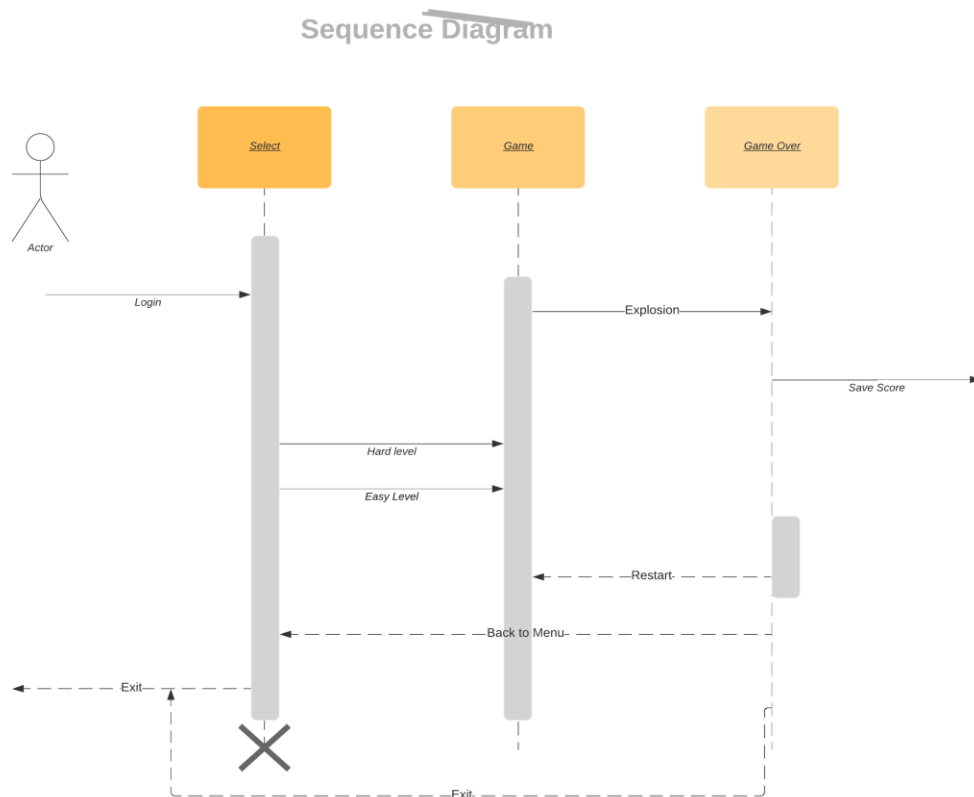 Sequence Diagram
Select
Game
Game Over
Actor
Login
Explosion
Save Score
Hard level
Easy Level
Restart
Back to Menu
Exit
Exit